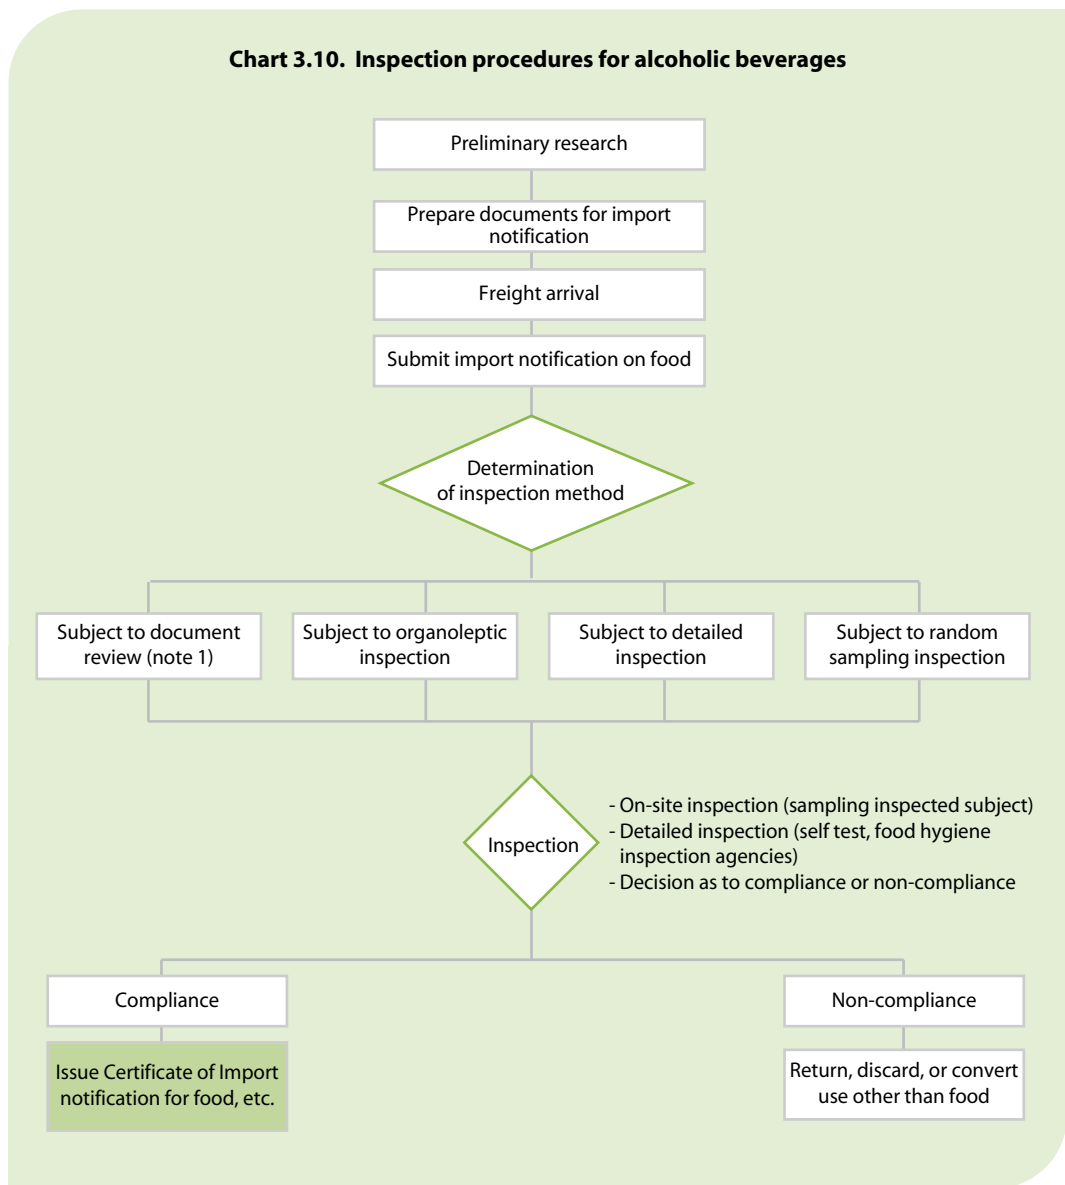 Chart 3.10. Inspection procedures for alcoholic beverages
Preliminary research
Prepare documents for import
notification
Freight arrival
Submit import notification on food
Determination
of inspection method
Subject to document
review (note 1)
Subject to organoleptic
inspection
Subject to detailed
inspection
Subject to random
sampling inspection
Inspection
- On-site inspection (sampling inspected subject)
- Detailed inspection (self test, food hygiene
inspection agencies)
- Decision as to compliance or non-compliance
Compliance
Non-compliance
Issue Certificate of Import
notification for food, etc.
Return, discard, or convert
use other than food